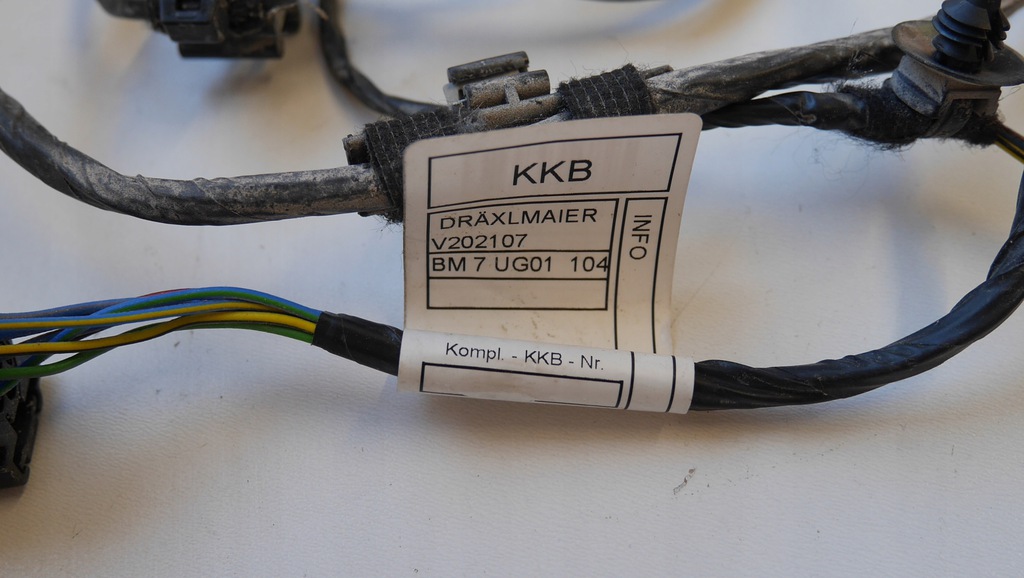 KKB
DRÄXLMAIER
INFO
V202107
BM 7 UG01 104
Kompl. - KKB - Nr.